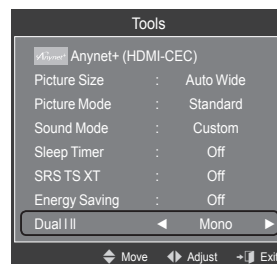 Tools
Anynet+ Anynet+ (HDMI-CEC)
Picture Size : Auto Wide
Picture Mode : Standard
Sound Mode : Custom
Sleep Timer : Off
SRS TS XT : Off
Energy Saving : Off
Dual I II ◄ Mono ►
Move Adjust Exit